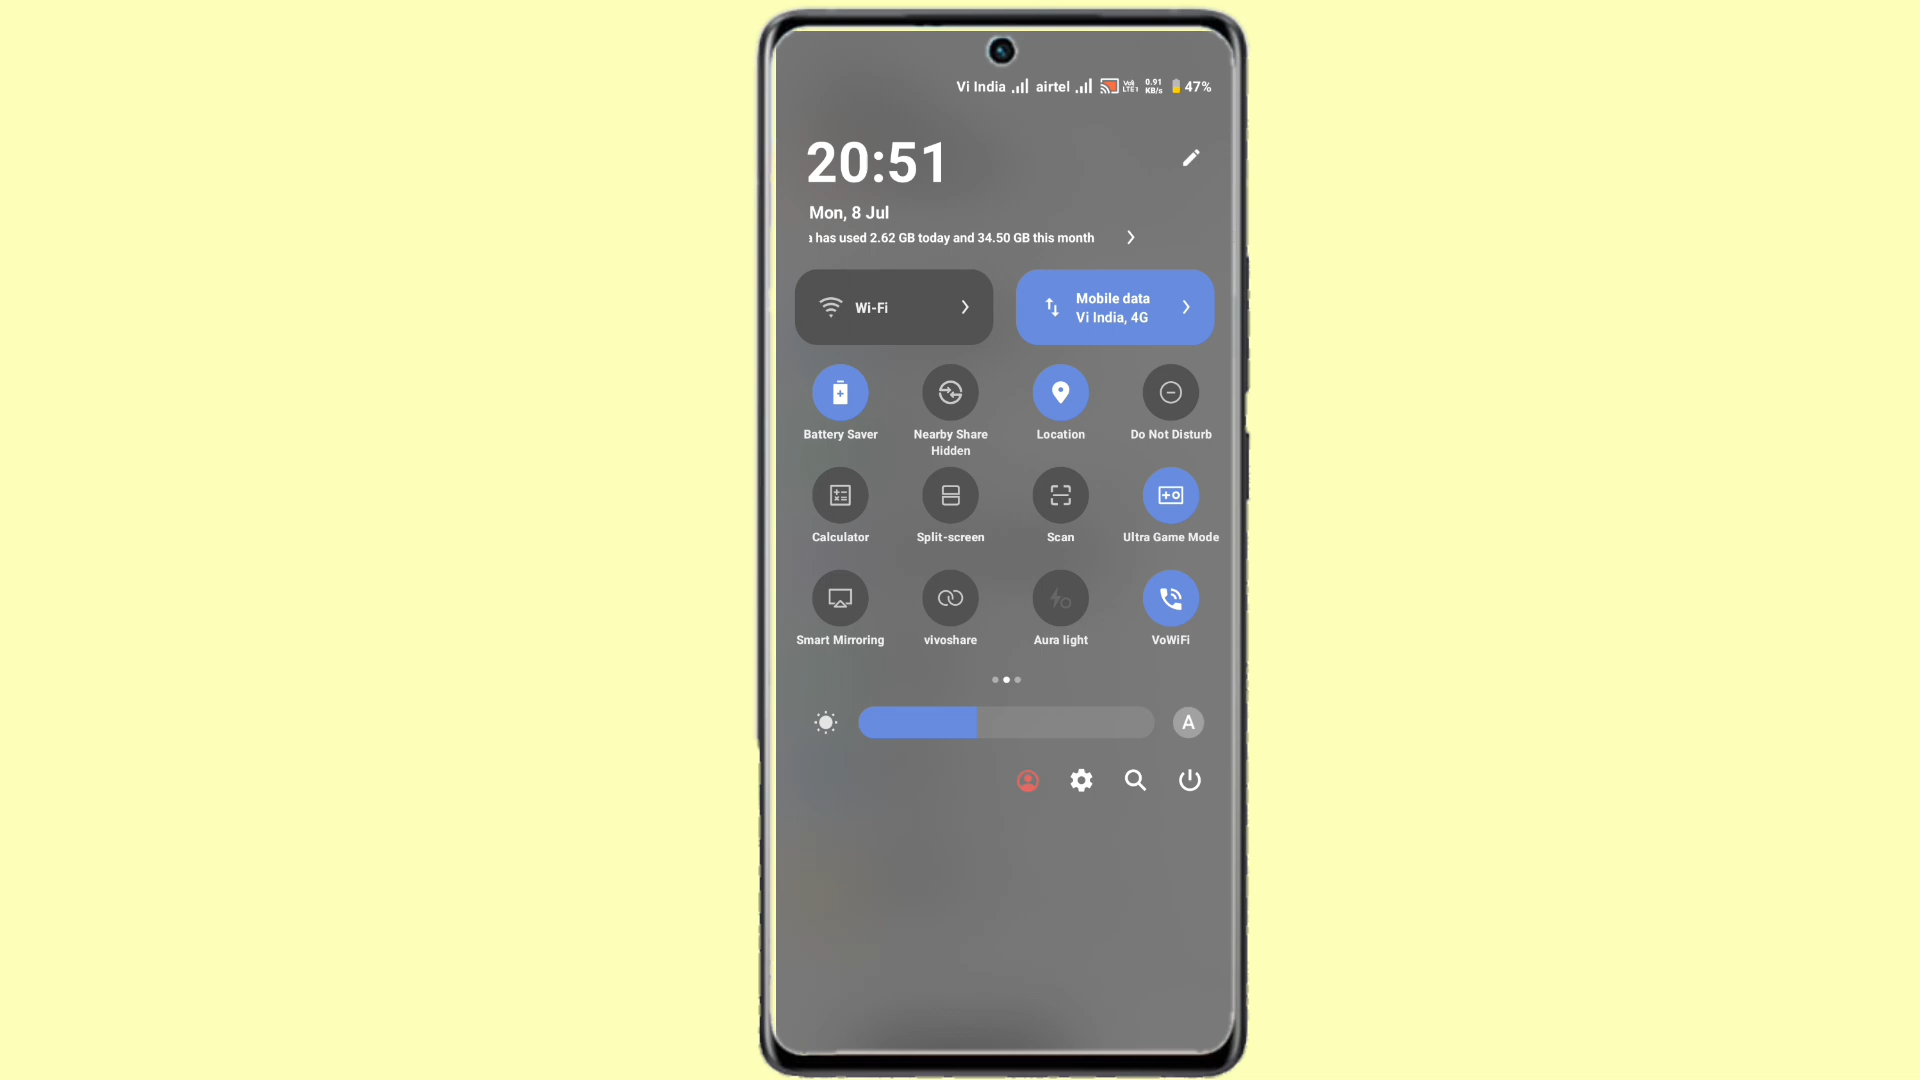 Vi India airtel 0.91 KB/s 47%
20:51
Mon, 8 Jul
has used 2.62 GB today and 34.50 GB this month
Wi-Fi
Mobile data
Vi India, 4G
Battery Saver
Nearby Share
Hidden
Location
Do Not Disturb
Calculator
Split-screen
Scan
Ultra Game Mode
Smart Mirroring
vivoshare
Aura light
VoWiFi
A